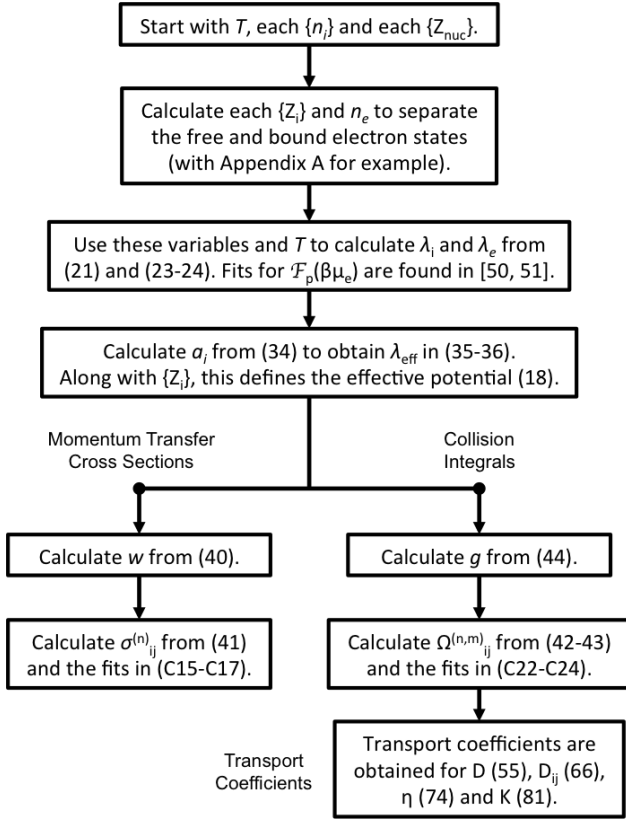 Start with T, each {nᵢ} and each {Z_nuc}.
Calculate each {Zᵢ} and nₑ to separate
the free and bound electron states
(with Appendix A for example).
Use these variables and T to calculate λᵢ and λₑ from
(21) and (23-24). Fits for ℱₚ(βμₑ) are found in [50, 51].
Calculate aᵢ from (34) to obtain λ_eff in (35-36).
Along with {Zᵢ}, this defines the effective potential (18).
Momentum Transfer
Cross Sections
Calculate w from (40).
Calculate σ⁽ⁿ⁾ᵢⱼ from (41)
and the fits in (C15-C17).
Collision
Integrals
Calculate g from (44).
Calculate Ω⁽ⁿ,ᵐ⁾ᵢⱼ from (42-43)
and the fits in (C22-C24).
Transport
Coefficients
Transport coefficients are
obtained for D (55), Dᵢⱼ (66),
η (74) and K (81).